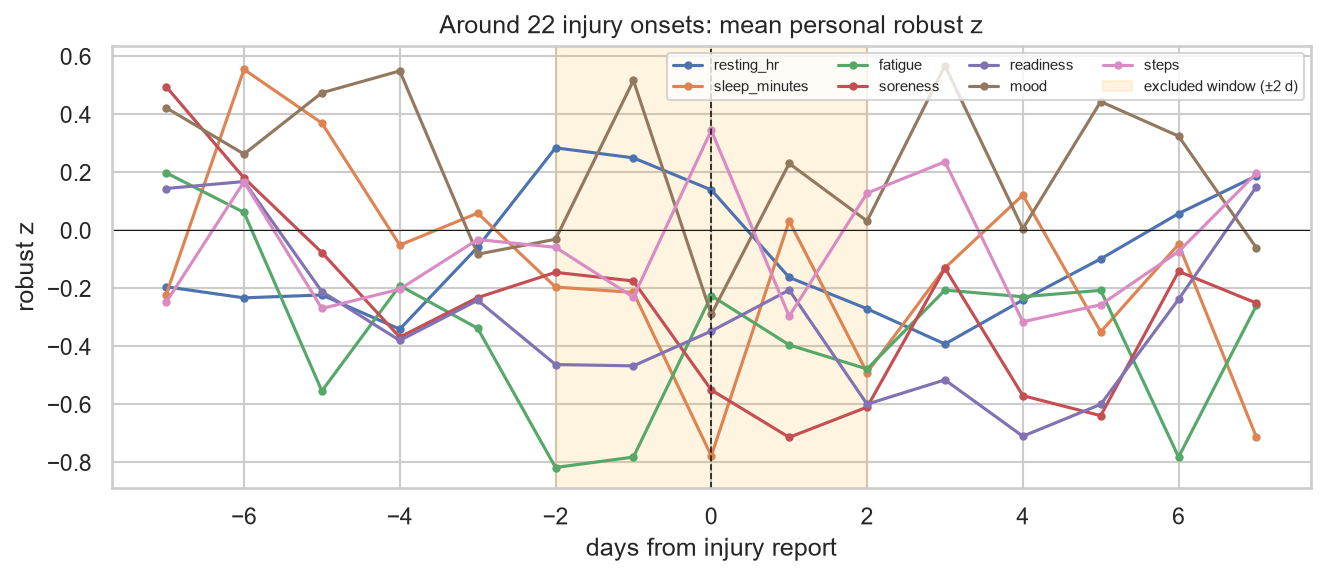 Around 22 injury onsets: mean personal robust z
resting_hr fatigue readiness steps
sleep_minutes soreness mood excluded window (±2 d)
0.6
0.4
0.2
0.0
−0.2
−0.4
−0.6
−0.8
robust z
−6 −4 −2 0 2 4 6
days from injury report